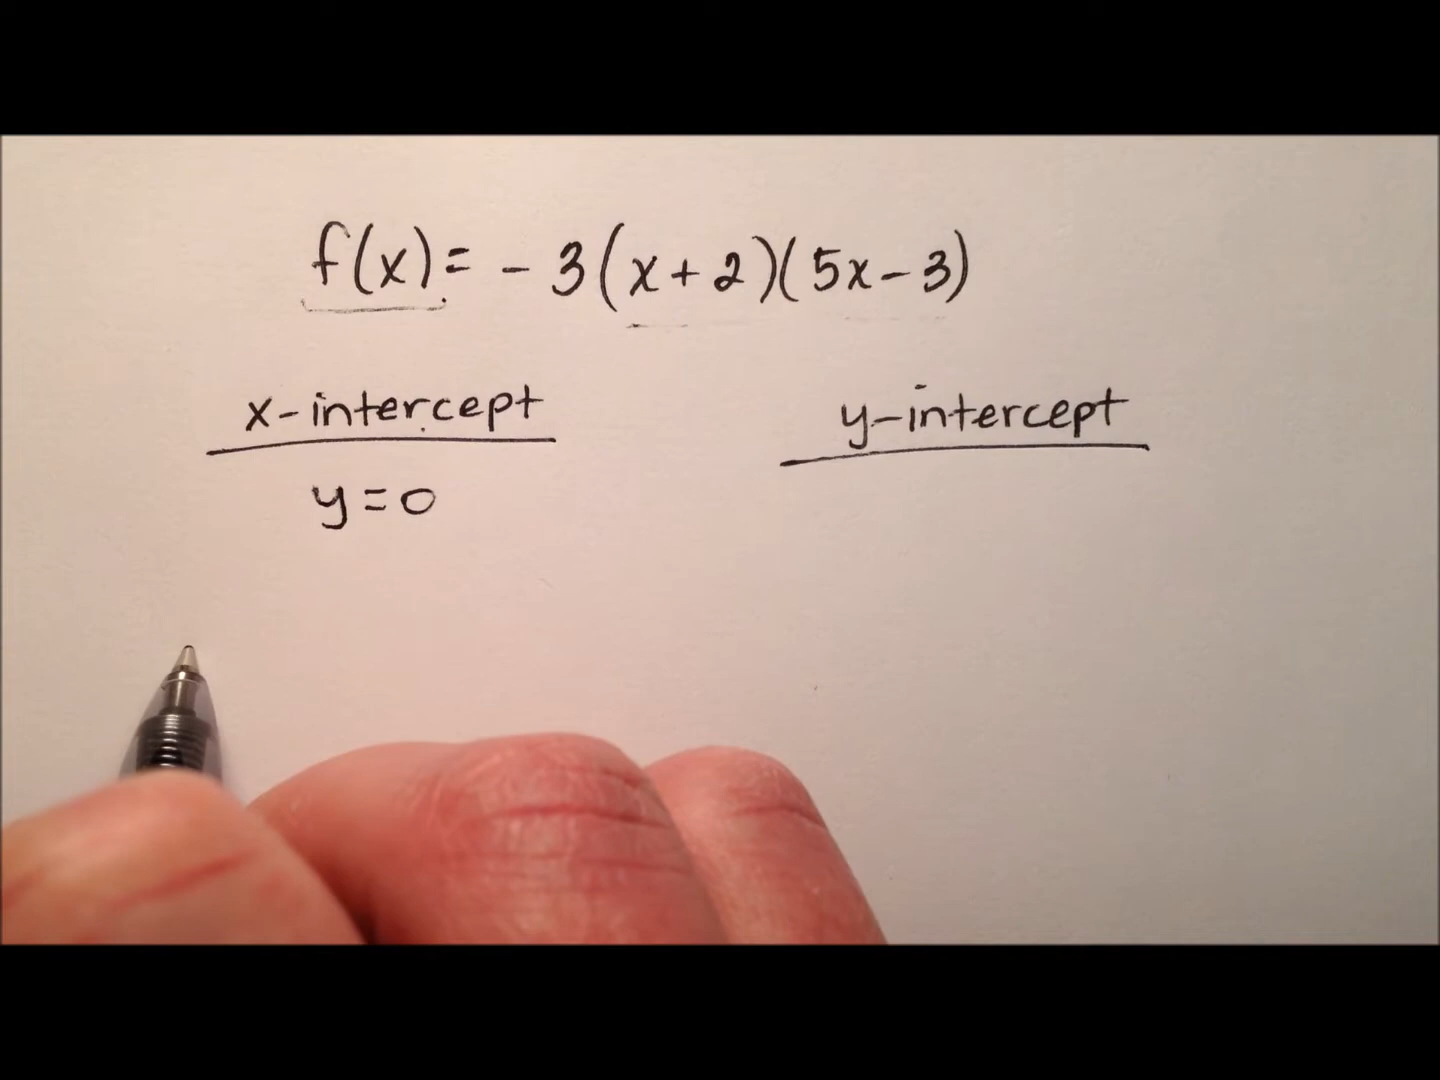 f(x) = - 3(x+2)(5x-3)
x-intercept
y-intercept
y=0